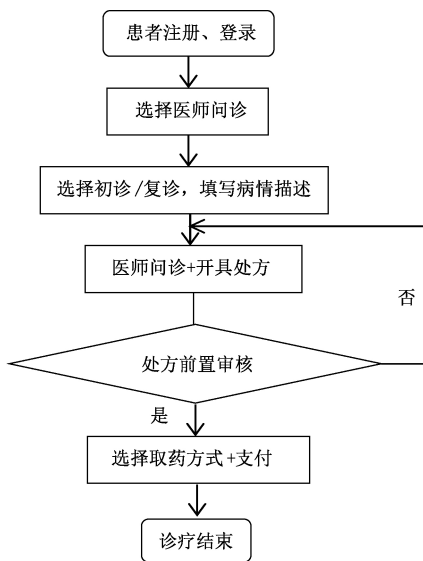 患者注册、登录
选择医师问诊
选择初诊/复诊，填写病情描述
医师问诊+开具处方
否
处方前置审核
是
选择取药方式+支付
诊疗结束